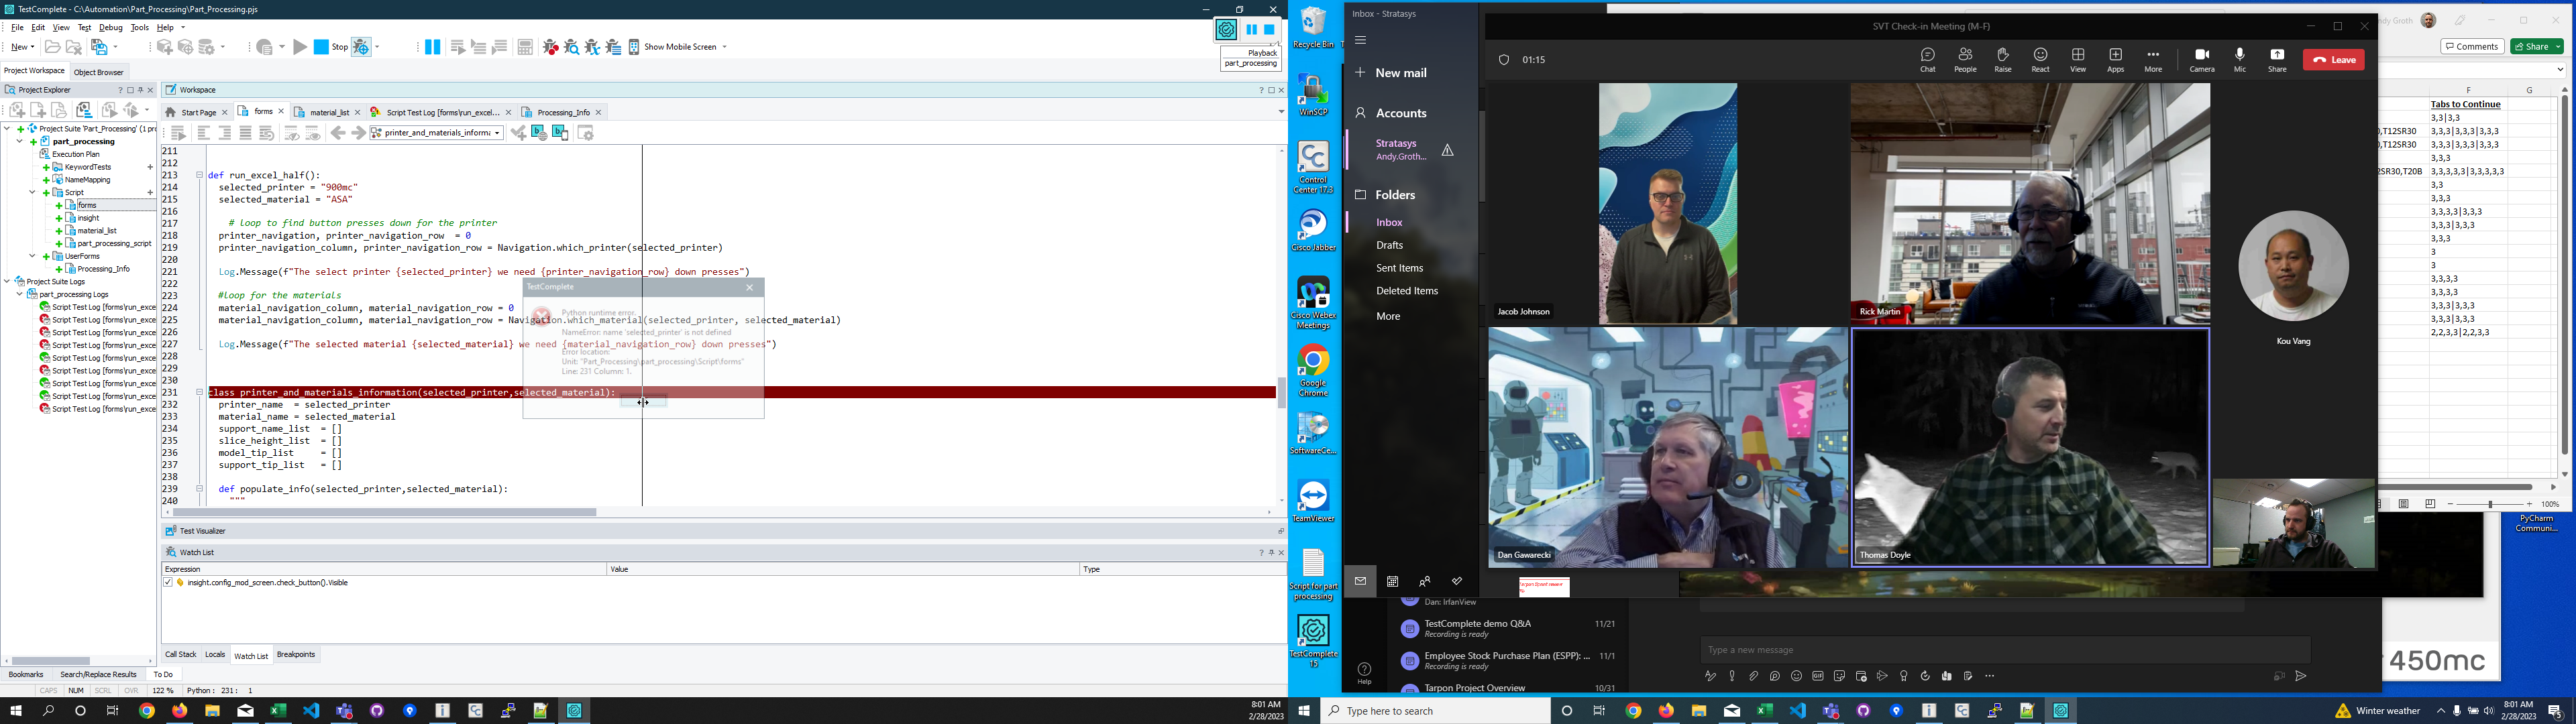 TestComplete - C:\Automation\Part_Processing\Part_Processing.pjs
File Edit View Test Debug Tools Help
New Stop Show Mobile Screen
Playback
part_processing
Project Workspace Object Browser
Project Explorer
Workspace
Start Page forms material_list Script Test Log [forms\run_excel... Processing_Info
printer_and_materials_informa
Project Suite 'Part_Processing' (1 pr
part_processing
Execution Plan
KeywordTests
NameMapping
Script
forms
insight
material_list
part_processing_script
UserForms
Processing_Info
Project Suite Logs
part_processing Logs
Script Test Log [forms\run_exce
Script Test Log [forms\run_exce
Script Test Log [forms\run_exce
Script Test Log [forms\run_exce
Script Test Log [forms\run_exce
Script Test Log [forms\run_exce
Script Test Log [forms\run_exce
Script Test Log [forms\run_exce
Script Test Log [forms\run_exce
211
212
213 def run_excel_half():
214 selected_printer = "900mc"
215 selected_material = "ASA"
216
217 # loop to find button presses down for the printer
218 printer_navigation, printer_navigation_row = 0
219 printer_navigation_column, printer_navigation_row = Navigation.which_printer(selected_printer)
220
221 Log.Message(f"The select printer {selected_printer} we need {printer_navigation_row} down presses")
222
223 #loop for the materials
224 material_navigation_column, material_navigation_row = 0
225 material_navigation_column, material_navigation_row = Navigation.which_material(selected_printer, selected_material)
226
227 Log.Message(f"The selected material {selected_material} we need {material_navigation_row} down presses")
228
229
230
231 class printer_and_materials_information(selected_printer,selected_material):
232 printer_name = selected_printer
233 material_name = selected_material
234 support_name_list = []
235 slice_height_list = []
236 model_tip_list = []
237 support_tip_list = []
238
239 def populate_info(selected_printer,selected_material):
240 """
TestComplete
Python runtime error.
NameError: name 'selected_printer' is not defined
Error location:
Unit: "Part_Processing\part_processing\Script\forms"
Line: 231 Column: 1.
Test Visualizer
Watch List
Expression Value Type
insight.config_mod_screen.check_button().Visible
Call Stack Locals Watch List Breakpoints
Bookmarks Search/Replace Results To Do
CAPS NUM SCRL OVR 122 % Python : 231 : 1
8:01 AM
2/28/2023
Recycle Bin
WinSCP
Control
Center 17.3
Cisco Jabber
Cisco Webex
Meetings
Google
Chrome
SoftwareCe...
TeamViewer
Script for part
processing
TestComplete
15
Inbox - Stratasys
New mail
Accounts
Stratasys
Andy.Groth...
Folders
Inbox
Drafts
Sent Items
Deleted Items
More
SVT Check-in Meeting (M-F)
01:15
Chat People Raise React View Apps More Camera Mic Share Leave
Jacob Johnson
Rick Martin
Kou Vang
Dan Gawarecki
Thomas Doyle
dy Groth
Comments Share
F G
Tabs to Continue
3,3|3,3
,T12SR30 3,3,3|3,3,3|3,3,3
,T12SR30 3,3,3|3,3,3|3,3,3
3,3,3
2SR30,T20B 3,3,3,3,3|3,3,3,3,3
3,3
3,3,3
3,3,3,3|3,3,3
3,3,3|3,3,3
3,3,3
3
3
3,3,3,3
3,3,3,3
3,3,3|3,3,3
3,3,3|3,3,3
2,2,3,3|2,2,3,3
100%
PyCharm
Communi...
Dan: IrfanView
TestComplete demo Q&A 11/21
Recording is ready
Employee Stock Purchase Plan (ESPP): ... 11/1
Recording is ready
Tarpon Project Overview 10/31
Help
Type a new message
450mc
Type here to search
Winter weather
8:01 AM
2/28/2023